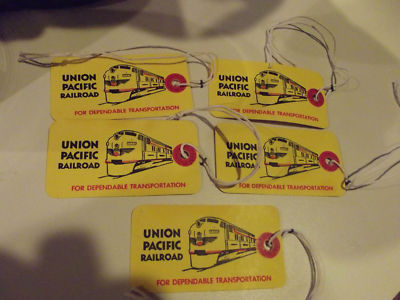 UNION
PACIFIC
RAILROAD
FOR DEPENDABLE TRANSPORTATION
UNION
PACIFIC
RAILROAD
FOR DEPENDABLE TRANSPORTATION
UNION
PACIFIC
RAILROAD
FOR DEPENDABLE TRANSPORTATION
UNION
PACIFIC
RAILROAD
DEPENDABLE TRANSPORTATION
UNION
PACIFIC
RAILROAD
FOR DEPENDABLE TRANSPORTATION